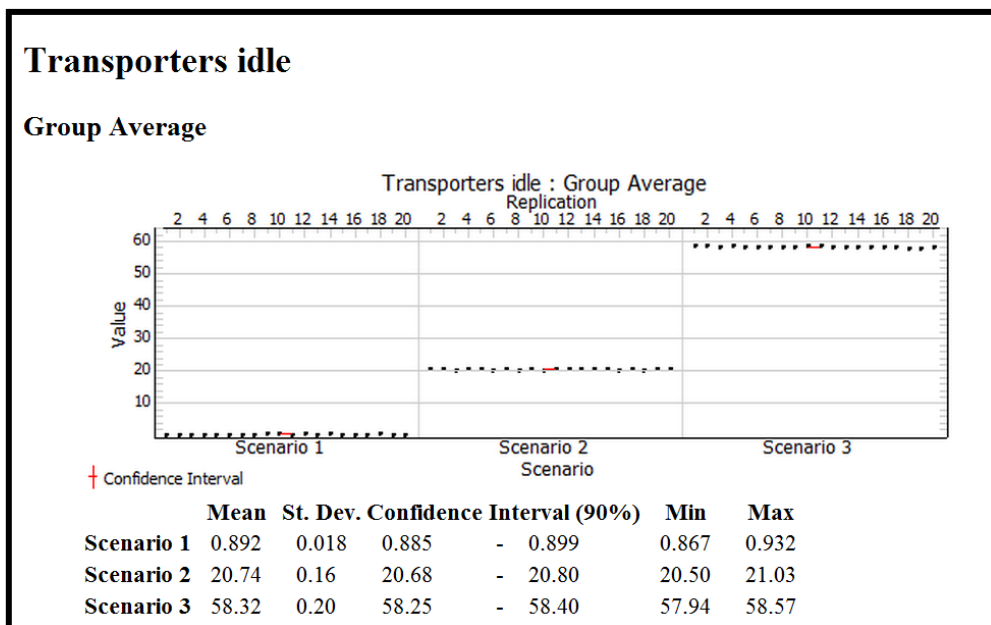 Transporters idle
Group Average
Transporters idle : Group Average
Replication
2 4 6 8 10 12 14 16 18 20 2 4 6 8 10 12 14 16 18 20 2 4 6 8 10 12 14 16 18 20
60
50
40
30
20
10
Value
Scenario 1 Scenario 2 Scenario 3
Scenario
Confidence Interval
Mean St. Dev. Confidence Interval (90%) Min Max
Scenario 1 0.892 0.018 0.885 - 0.899 0.867 0.932
Scenario 2 20.74 0.16 20.68 - 20.80 20.50 21.03
Scenario 3 58.32 0.20 58.25 - 58.40 57.94 58.57